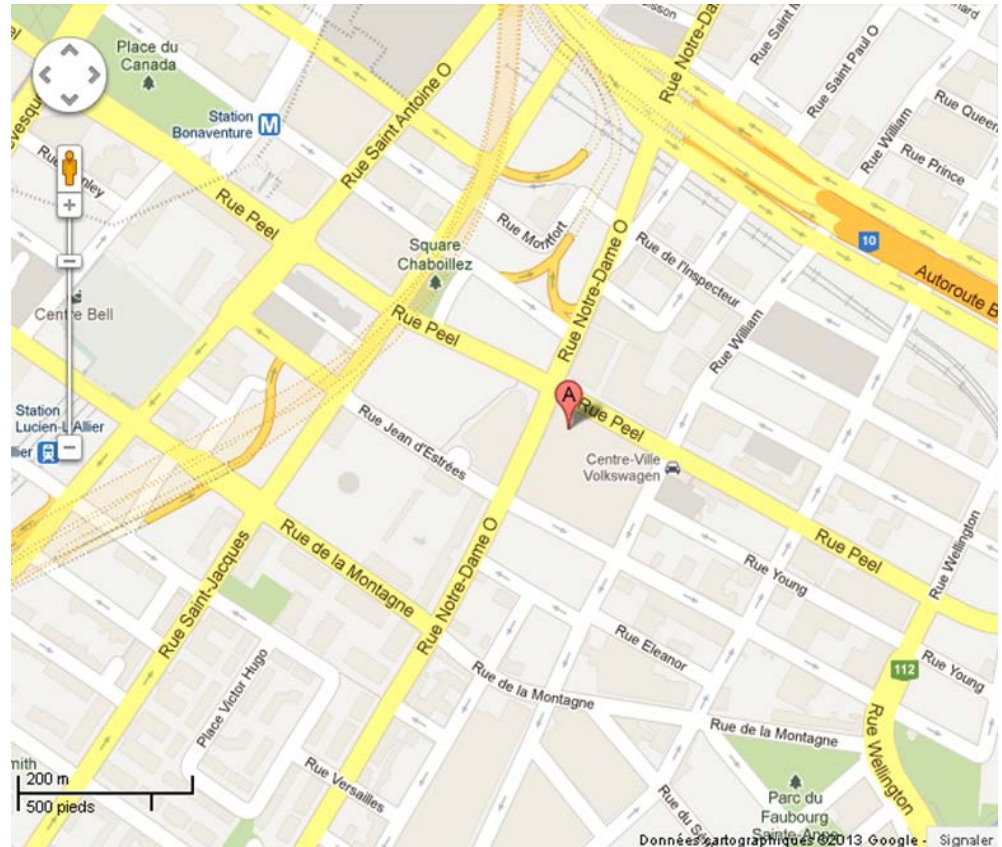 Place du
Canada
Station
Bonaventure
M
Rue Saint Antoine O
Rue Notre-Da
Rue Saint Paul O
Rue William
Rue Queen
Rue Prince
Rue Peel
Rue Montfort
Square
Chaboillez
Rue Notre-Dame O
Rue de l'Inspecteur
10
Autoroute B
Centre Bell
Rue Peel
Rue William
Station
Lucien-L'Allier
llier
A
Rue Peel
Rue Jean d'Estrées
Centre-Ville
Volkswagen
Rue Saint-Jacques
Rue de la Montagne
Rue Notre-Dame O
Rue Peel
Rue Wellington
Rue Young
Rue Eleanor
Rue Young
112
Place Victor Hugo
Rue de la Montagne
Rue de la Montagne
Rue Wellington
mith
200 m
500 pieds
Rue Versailles
Parc du
Faubourg
Sainte-Anne
Données cartographiques ©2013 Google -
Signaler